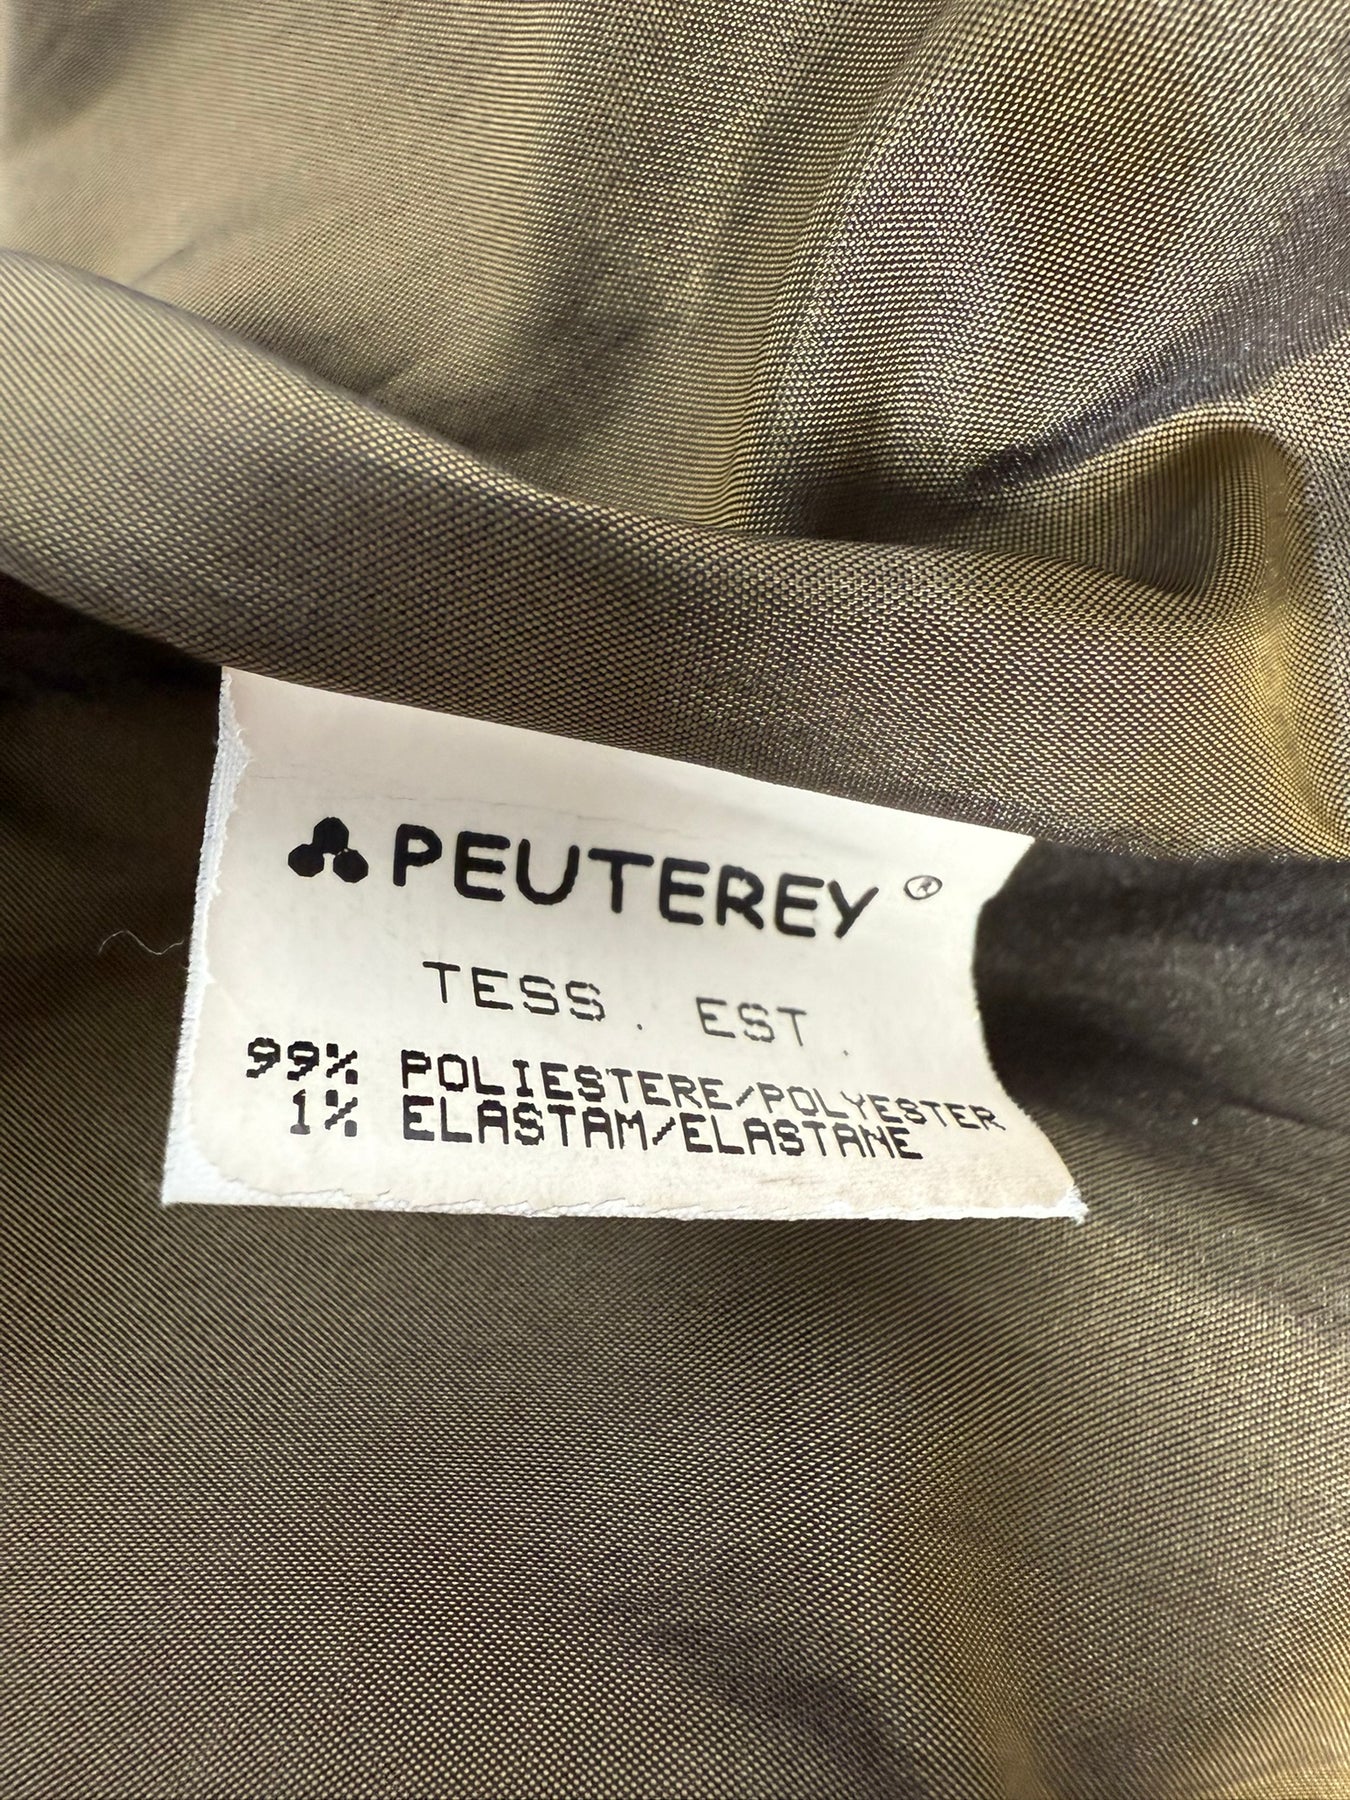 PEUTEREY ®
TESS. EST.
99% POLIESTERE/POLYESTER
1% ELASTAM/ELASTANE